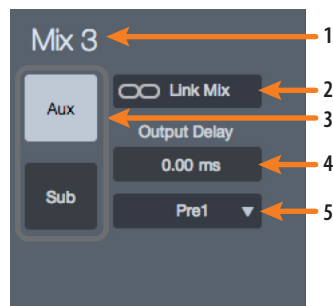 Mix 3
1
Link Mix
2
Aux
3
Output Delay
0.00 ms
4
Sub
Pre1
5